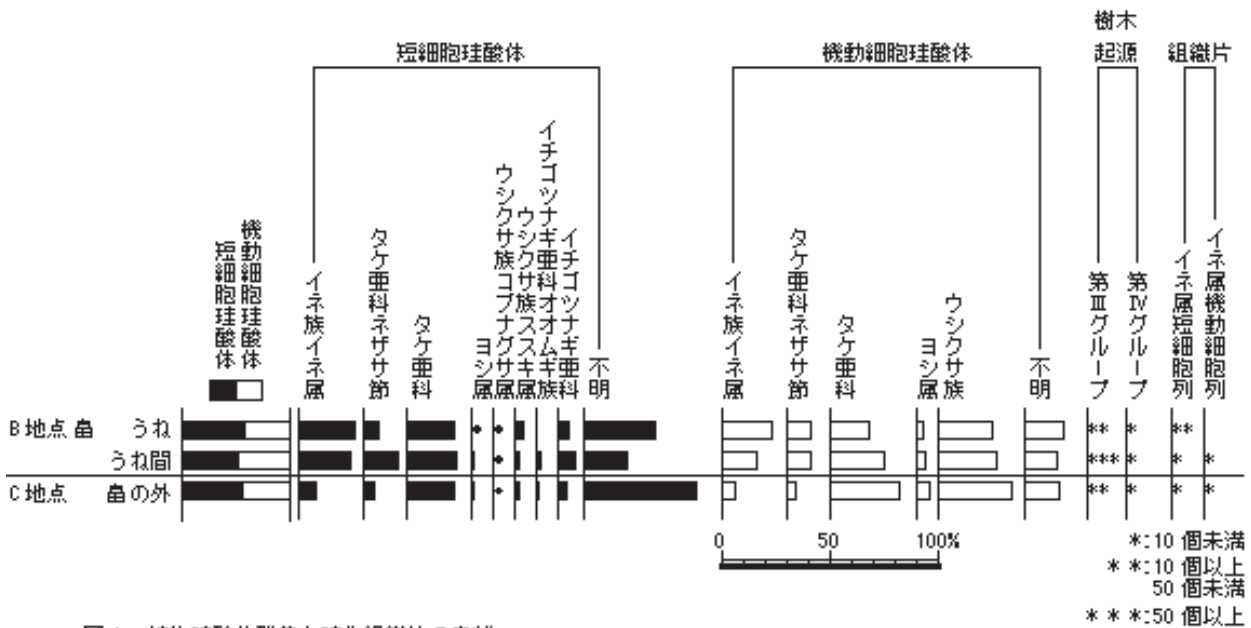 樹木
起源
組織片
短細胞珪酸体
機動細胞珪酸体
短細胞珪酸体
機動細胞珪酸体
イネ族イネ属
タケ亜科ネザサ節
タケ亜科
ヨシ属
ウシクサ族コブナグサ属
ウシクサ族ススキ属
イチゴツナギ亜科オオムギ族
イチゴツナギ亜科
不明
イネ族イネ属
タケ亜科ネザサ節
タケ亜科
ヨシ属
ウシクサ族
不明
第Ⅲグループ
第Ⅳグループ
イネ属短細胞列
イネ属機動細胞列
B地点 畠 うね ** * **
うね間 *** * * *
C地点 畠の外 ** * * *
0 50 100%
*:10 個未満
* *:10 個以上
50 個未満
* * *:50 個以上